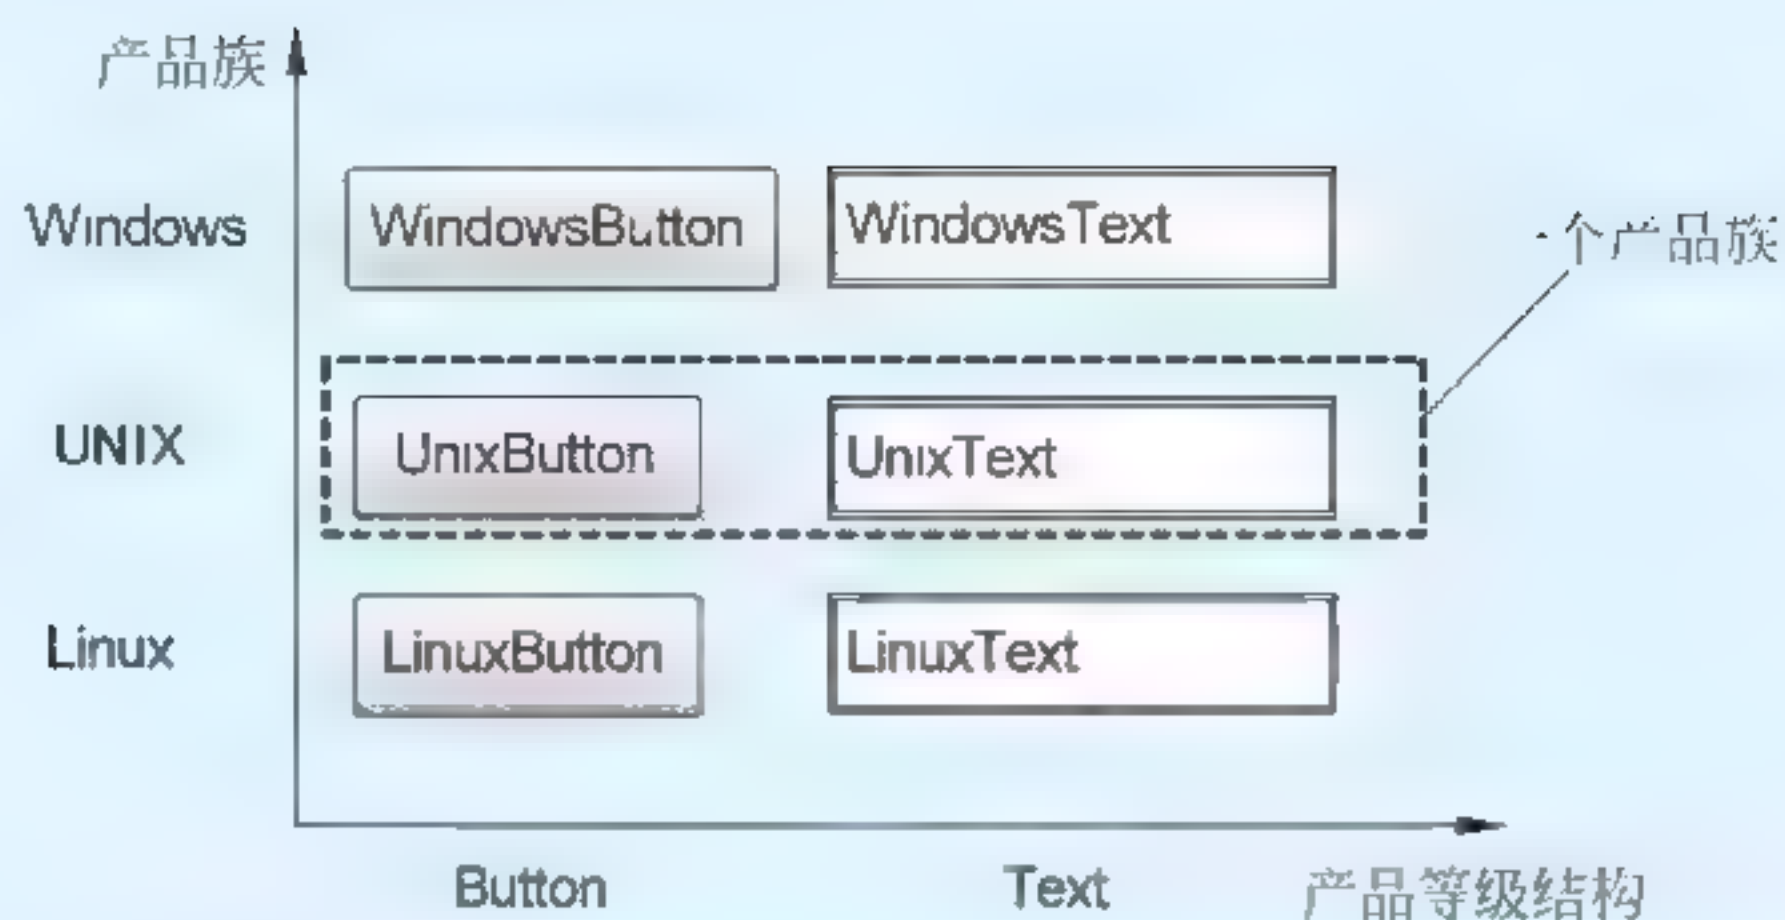 产品族
Windows
WindowsButton
WindowsText
一个产品族
UNIX
UnixButton
UnixText
Linux
LinuxButton
LinuxText
Button
Text
产品等级结构